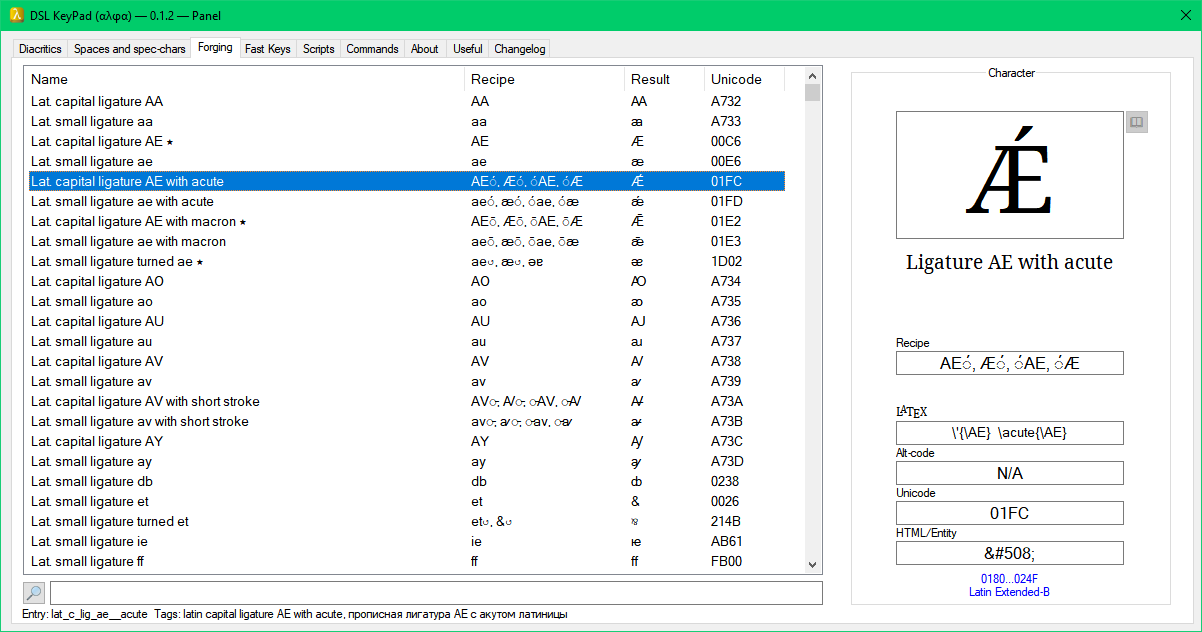 DSL KeyPad (αλφα) — 0.1.2 — Panel
Diacritics Spaces and spec-chars Forging Fast Keys Scripts Commands About Useful Changelog
Name Recipe Result Unicode
Lat. capital ligature AA AA Ꜳ A732
Lat. small ligature aa aa ꜳ A733
Lat. capital ligature AE ★ AE Æ 00C6
Lat. small ligature ae ae æ 00E6
Lat. capital ligature AE with acute AE◌́, Æ◌́, ◌́AE, ◌́Æ Ǽ 01FC
Lat. small ligature ae with acute ae◌́, æ◌́, ◌́ae, ◌́æ ǽ 01FD
Lat. capital ligature AE with macron ★ AE◌̄, Æ◌̄, ◌̄AE, ◌̄Æ Ǣ 01E2
Lat. small ligature ae with macron ae◌̄, æ◌̄, ◌̄ae, ◌̄æ ǣ 01E3
Lat. small ligature turned ae ★ ae↺, æ↺, ǝɐ ᴂ 1D02
Lat. capital ligature AO AO Ꜵ A734
Lat. small ligature ao ao ꜵ A735
Lat. capital ligature AU AU Ꜷ A736
Lat. small ligature au au ꜷ A737
Lat. capital ligature AV AV Ꜹ A738
Lat. small ligature av av ꜹ A739
Lat. capital ligature AV with short stroke AV◌̵, Ꜹ◌̵, ◌̵AV, ◌̵Ꜹ Ꜻ A73A
Lat. small ligature av with short stroke av◌̵, ꜹ◌̵, ◌̵av, ◌̵ꜹ ꜻ A73B
Lat. capital ligature AY AY Ꜽ A73C
Lat. small ligature ay ay ꜽ A73D
Lat. small ligature db db ȸ 0238
Lat. small ligature et et & 0026
Lat. small ligature turned et et↺, &↺ ⅋ 214B
Lat. small ligature ie ie ꭡ AB61
Lat. small ligature ff ff ff FB00
Entry: lat_c_lig_ae__acute Tags: latin capital ligature AE with acute, прописная лигатура AE с акутом латиницы
Character
Ǽ
Ligature AE with acute
Recipe
AE◌́, Æ◌́, ◌́AE, ◌́Æ
LATEX
\'{\AE} \acute{\AE}
Alt-code
N/A
Unicode
01FC
HTML/Entity
&#508;
0180...024F
Latin Extended-B